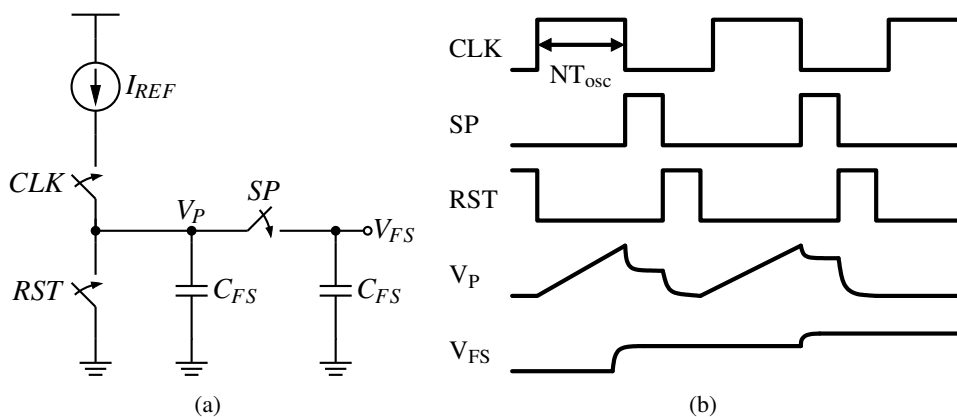 I_REF
CLK
SP
V_P
V_FS
RST
C_FS
C_FS
(a)
CLK
NT_osc
SP
RST
V_P
V_FS
(b)